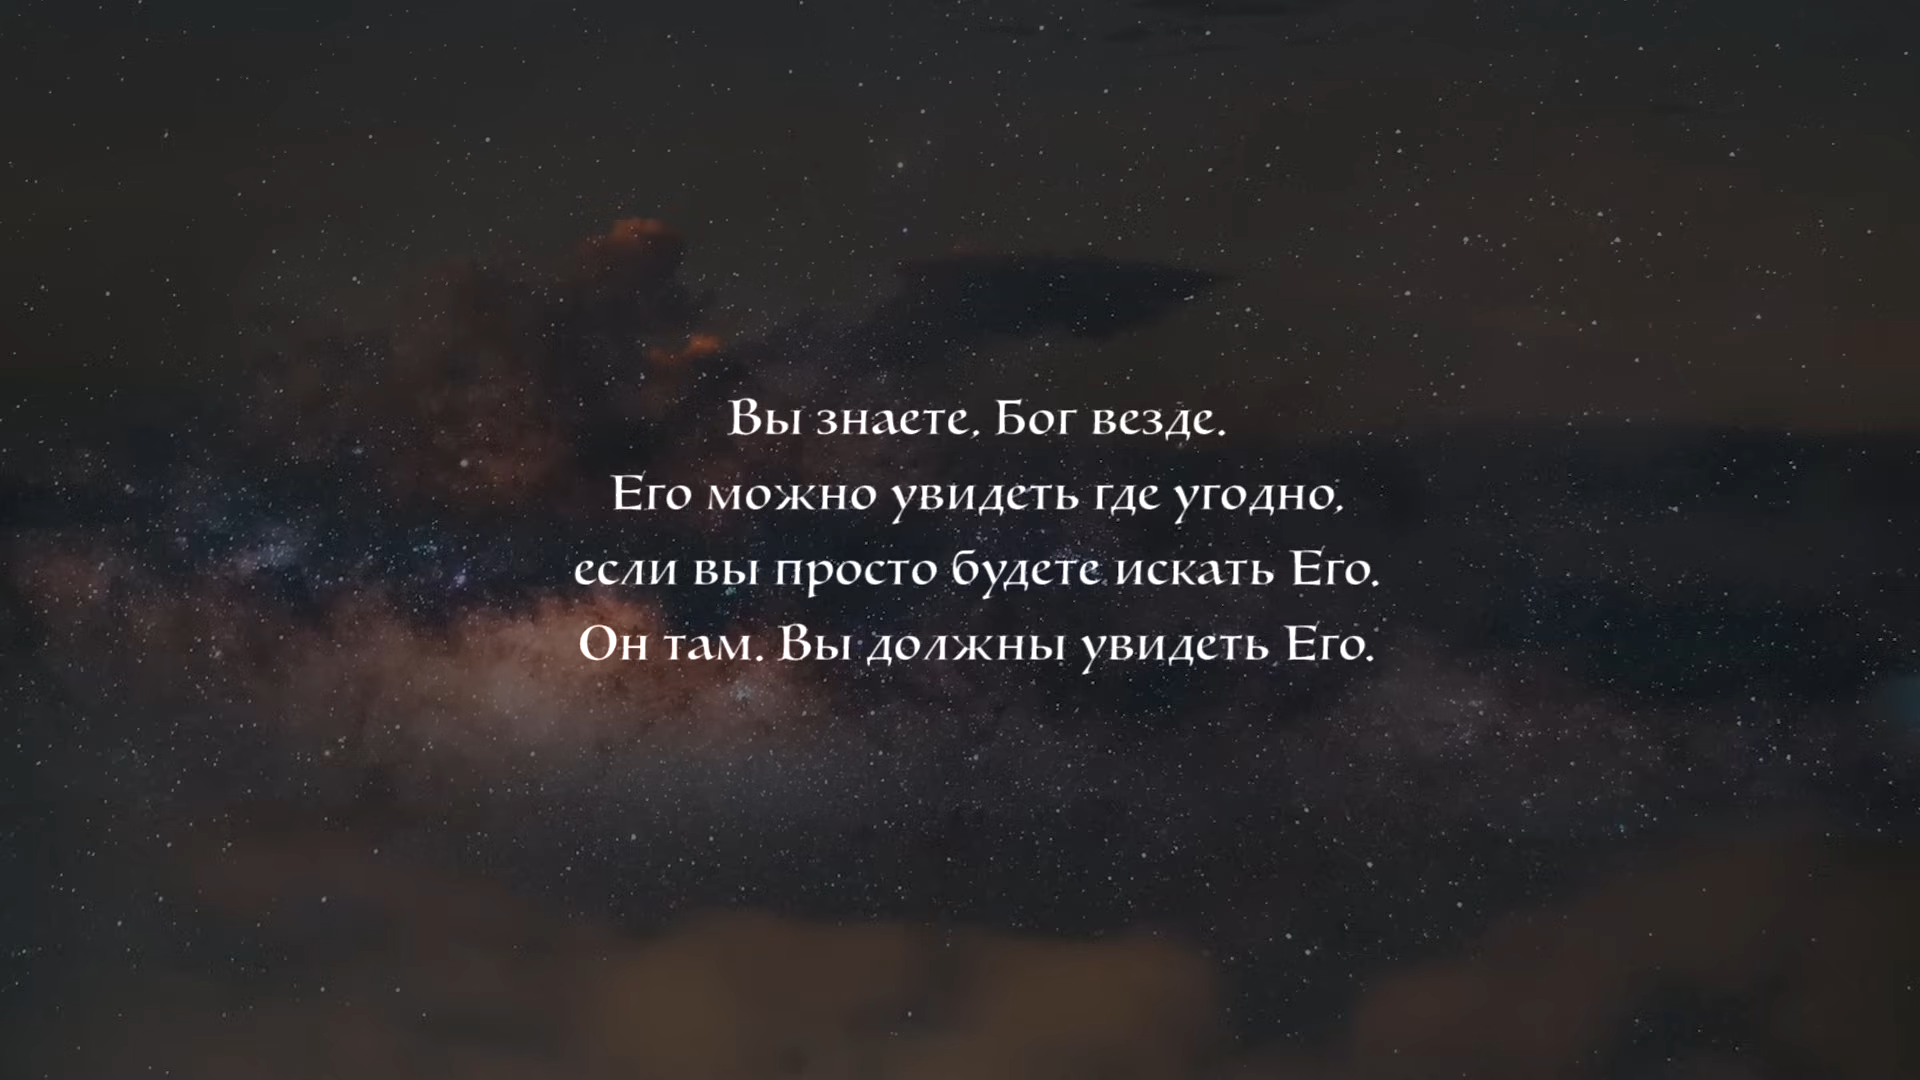 Вы знаете, Бог везде.
Его можно увидеть где угодно,
если вы просто будете искать Его.
Он там. Вы должны увидеть Его.